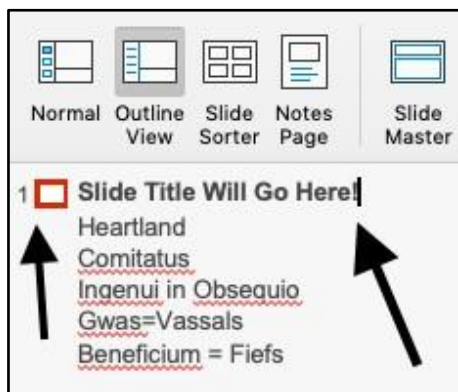 Normal Outline Slide Notes Slide
View Sorter Page Master
1 Slide Title Will Go Here!
Heartland
Comitatus
Ingenui in Obsequio
Gwas=Vassals
Beneficium = Fiefs